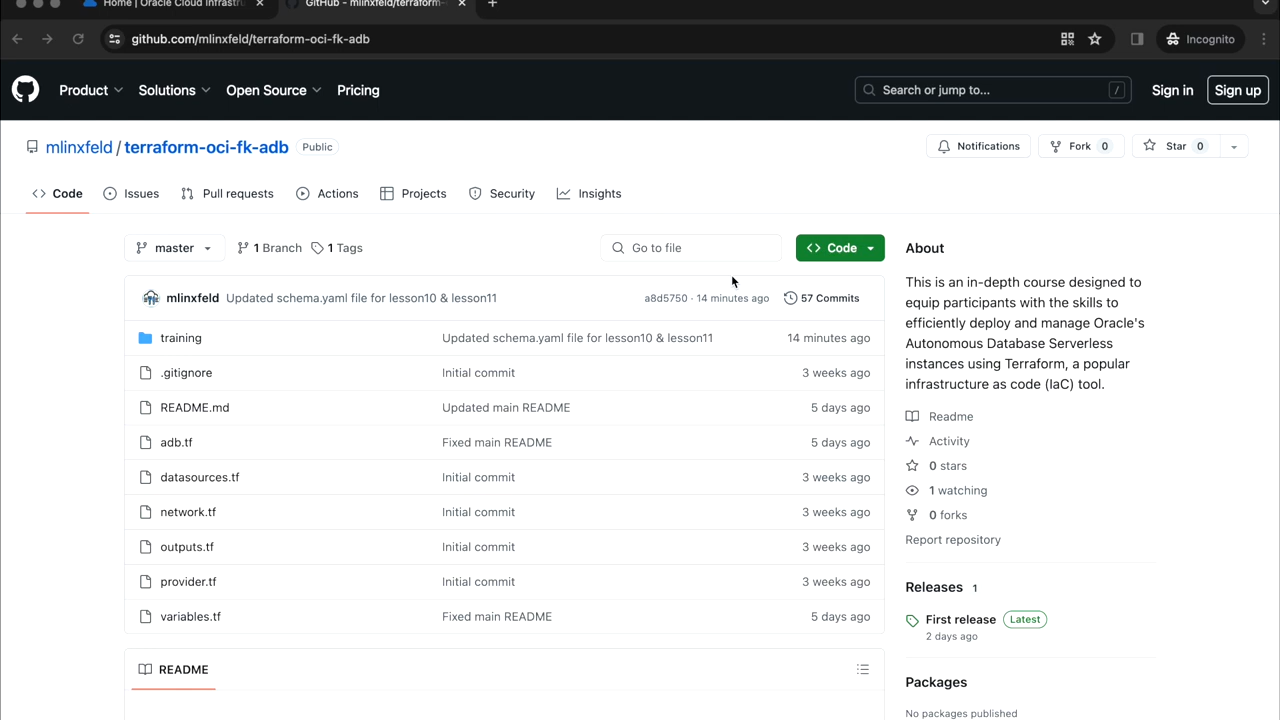 Home | Oracle Cloud Infrastru
GitHub - mlinxfeld/terraform-
github.com/mlinxfeld/terraform-oci-fk-adb
Incognito
Product
Solutions
Open Source
Pricing
Search or jump to...
/
Sign in
Sign up
mlinxfeld / terraform-oci-fk-adb
Public
Notifications
Fork 0
Star 0
Code
Issues
Pull requests
Actions
Projects
Security
Insights
master
1 Branch
1 Tags
Go to file
Code
mlinxfeld Updated schema.yaml file for lesson10 & lesson11
a8d5750 · 14 minutes ago
57 Commits
training Updated schema.yaml file for lesson10 & lesson11 14 minutes ago
.gitignore Initial commit 3 weeks ago
README.md Updated main README 5 days ago
adb.tf Fixed main README 5 days ago
datasources.tf Initial commit 3 weeks ago
network.tf Initial commit 3 weeks ago
outputs.tf Initial commit 3 weeks ago
provider.tf Initial commit 3 weeks ago
variables.tf Fixed main README 5 days ago
README
About
This is an in-depth course designed to
equip participants with the skills to
efficiently deploy and manage Oracle's
Autonomous Database Serverless
instances using Terraform, a popular
infrastructure as code (IaC) tool.
Readme
Activity
0 stars
1 watching
0 forks
Report repository
Releases 1
First release Latest
2 days ago
Packages
No packages published